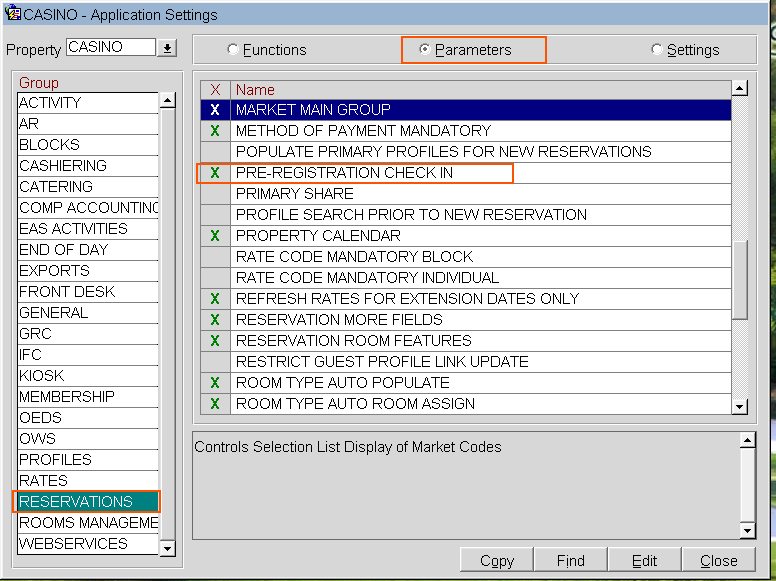 CASINO - Application Settings
Property CASINO
Functions
Parameters
Settings
Group
ACTIVITY
AR
BLOCKS
CASHIERING
CATERING
COMP ACCOUNTING
EAS ACTIVITIES
END OF DAY
EXPORTS
FRONT DESK
GENERAL
GRC
IFC
KIOSK
MEMBERSHIP
OEDS
OWS
PROFILES
RATES
RESERVATIONS
ROOMS MANAGEME
WEBSERVICES
X Name
X MARKET MAIN GROUP
X METHOD OF PAYMENT MANDATORY
POPULATE PRIMARY PROFILES FOR NEW RESERVATIONS
X PRE-REGISTRATION CHECK IN
PRIMARY SHARE
PROFILE SEARCH PRIOR TO NEW RESERVATION
X PROPERTY CALENDAR
RATE CODE MANDATORY BLOCK
RATE CODE MANDATORY INDIVIDUAL
X REFRESH RATES FOR EXTENSION DATES ONLY
X RESERVATION MORE FIELDS
X RESERVATION ROOM FEATURES
RESTRICT GUEST PROFILE LINK UPDATE
X ROOM TYPE AUTO POPULATE
X ROOM TYPE AUTO ROOM ASSIGN
Controls Selection List Display of Market Codes
Copy
Find
Edit
Close